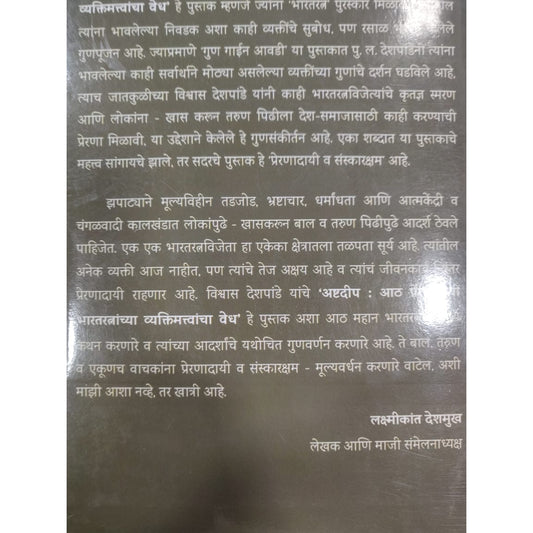 व्यक्तिमत्त्वांचा वेध' हे पुस्तक म्हणजे ज्यांना 'भारतरत्न' पुरस्कार
त्यांना भावलेल्या निवडक अशा काही व्यक्तींचे सुबोध, पण रसाळ
गुणपूजन आहे. ज्याप्रमाणे 'गुण गाईन आवडी' या पुस्तकात पु. ल. देशपांडेंनी त्यांना
भावलेल्या काही सर्वार्थाने मोठ्या असलेल्या व्यक्तींच्या गुणांचे दर्शन घडविले आहे,
त्याच जातकुळीच्या विश्वास देशपांडे यांनी काही भारतरत्नविजेत्यांचे कृतज्ञ स्मरण
आणि लोकांना - खास करून तरुण पिढीला देश-समाजासाठी काही करण्याची
प्रेरणा मिळावी, या उद्देशाने केलेले हे गुणसंकीर्तन आहे. एका शब्दात या पुस्तकाचे
महत्त्व सांगायचे झाले, तर सदरचे पुस्तक हे 'प्रेरणादायी व संस्कारक्षम' आहे.
झपाट्याने मूल्यविहीन तडजोड, भ्रष्टाचार, धर्मांधता आणि आत्मकेंद्री व
चंगळवादी कालखंडात लोकांपुढे - खासकरून बाल व तरुण पिढीपुढे आदर्श ठेवले
पाहिजेत. एक एक भारतरत्नविजेता हा एकेका क्षेत्रातला तळपता सूर्य आहे. त्यांतील
अनेक व्यक्ती आज नाहीत, पण त्यांचे तेज अक्षय आहे व त्यांचं
प्रेरणादायी राहणार आहे. विश्वास देशपांडे यांचे 'अष्टदीप : आठ
भारतरत्नांच्या व्यक्तिमत्त्वांचा वेध' हे पुस्तक अशा आठ महान
कथन करणारे व त्यांच्या आदर्शांचे यथोचित गुणवर्णन करणारे आहे. ते बाल, तरुण
व एकूणच वाचकांना प्रेरणादायी व संस्कारक्षम - मूल्यवर्धन करणारे वाटेल, अशी
मांझी आशा नव्हे, तर खात्री आहे.
लक्ष्मीकांत देशमुख
लेखक आणि माजी संमेलनाध्यक्ष